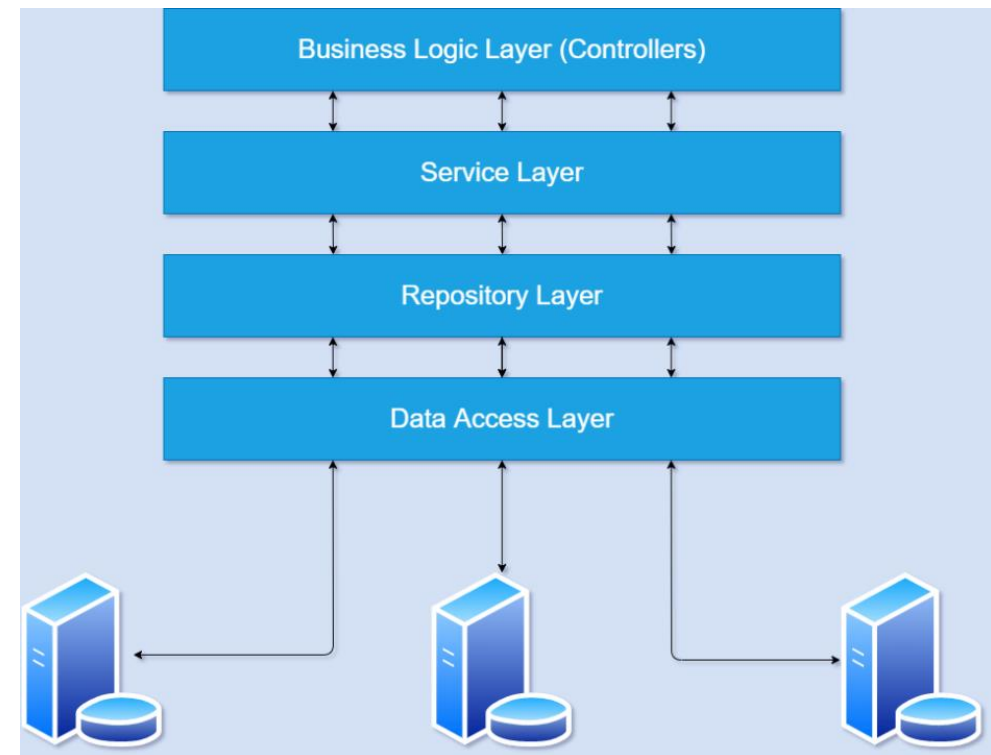 Business Logic Layer (Controllers)
Service Layer
Repository Layer
Data Access Layer